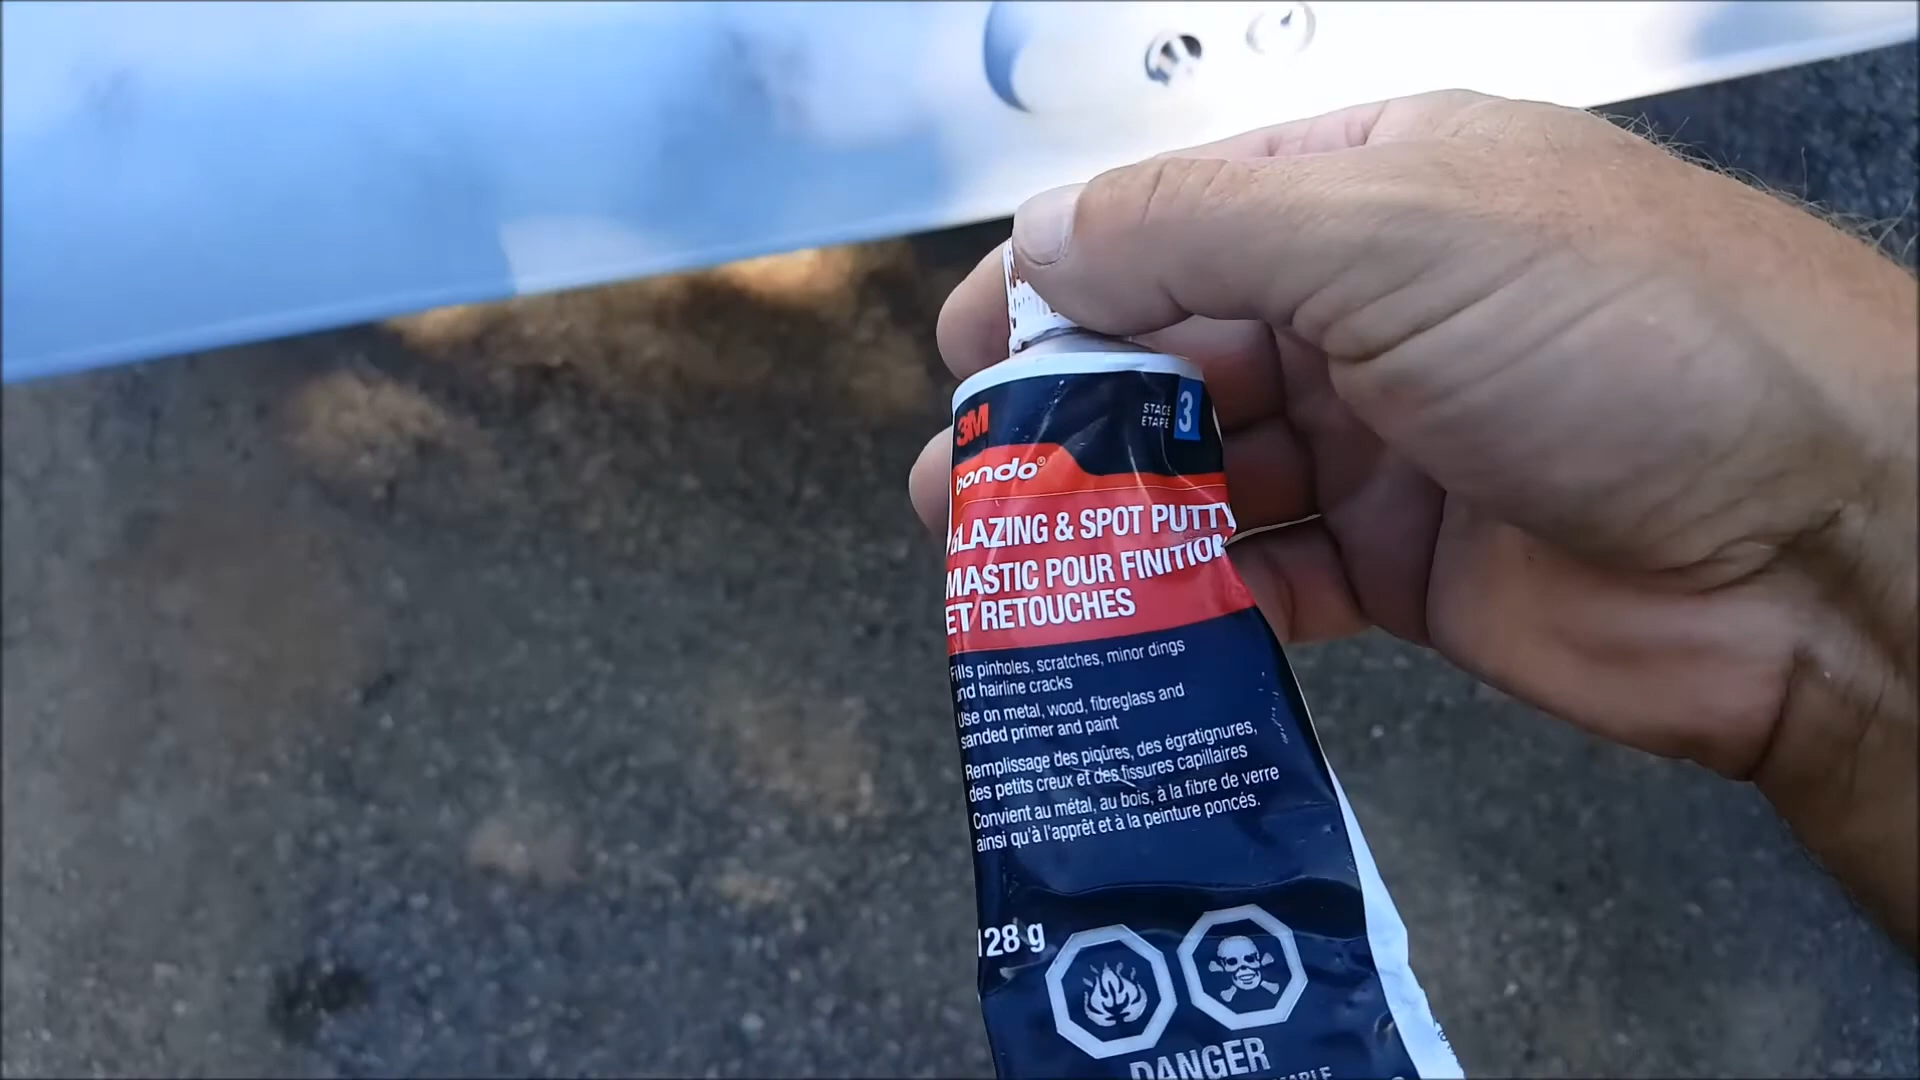 3M
STAGE
ETAPE
3
bondo®
GLAZING & SPOT PUTTY
MASTIC POUR FINITION
ET RETOUCHES
Fills pinholes, scratches, minor dings
and hairline cracks
Use on metal, wood, fibreglass and
sanded primer and paint
Remplissage des piqûres, des égratignures,
des petits creux et des fissures capillaires
Convient au métal, au bois, à la fibre de verre
ainsi qu'à l'apprêt et à la peinture poncés.
128 g
DANGER